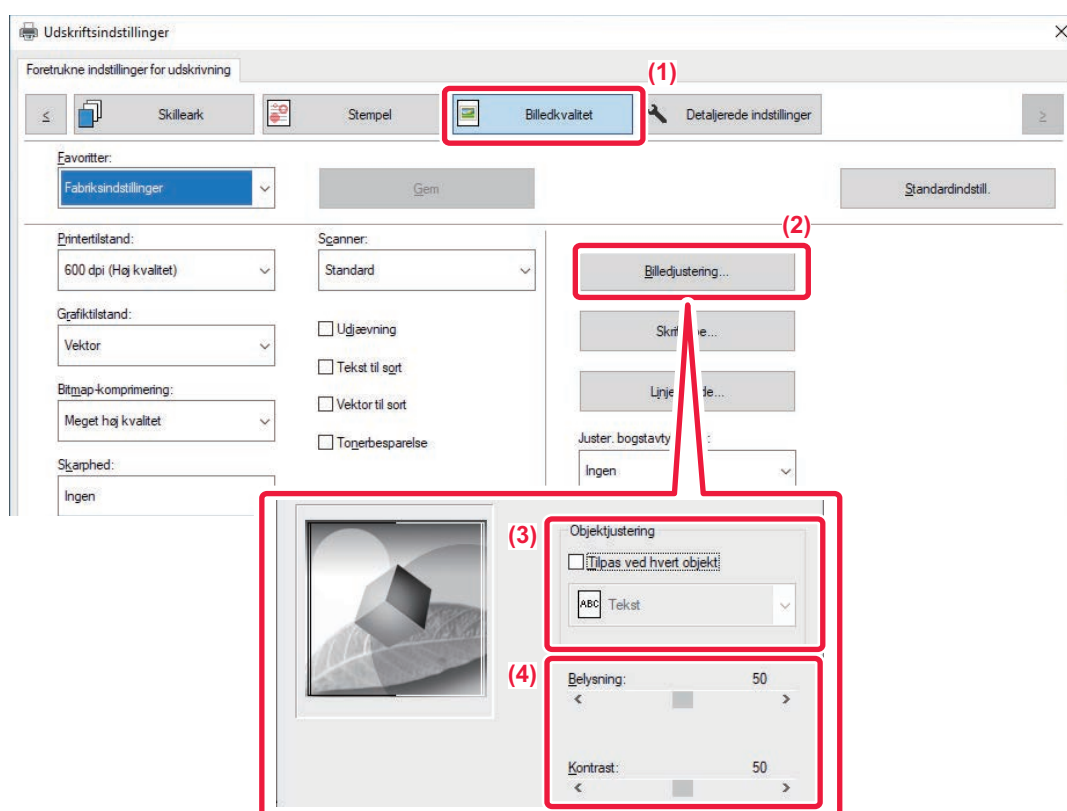 Udskriftsindstillinger
Foretrukne indstillinger for udskrivning
(1)
< Skilleark Stempel Billedkvalitet Detaljerede indstillinger >
Favoritter:
Fabriksindstillinger Gem Standardindstill.
(2)
Printertilstand: Scanner:
600 dpi (Høj kvalitet) Standard Billedjustering...
Grafiktilstand:
Vektor Udjævning
Tekst til sort
Bitmap-komprimering:
Meget høj kvalitet Vektor til sort
Tonerbesparelse Juster.
Skarphed:
Ingen Ingen
(3) Objektjustering
Tilpas ved hvert objekt
ABC Tekst
(4) Belysning: 50
< >
Kontrast: 50
< >